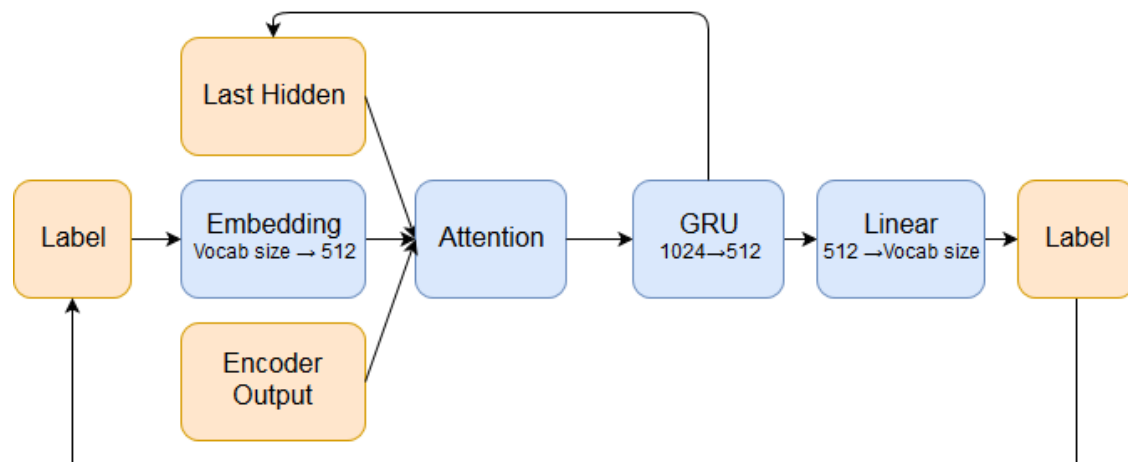 Last Hidden
Label
Embedding
Vocab size → 512
Attention
GRU
1024→512
Linear
512 →Vocab size
Label
Encoder
Output